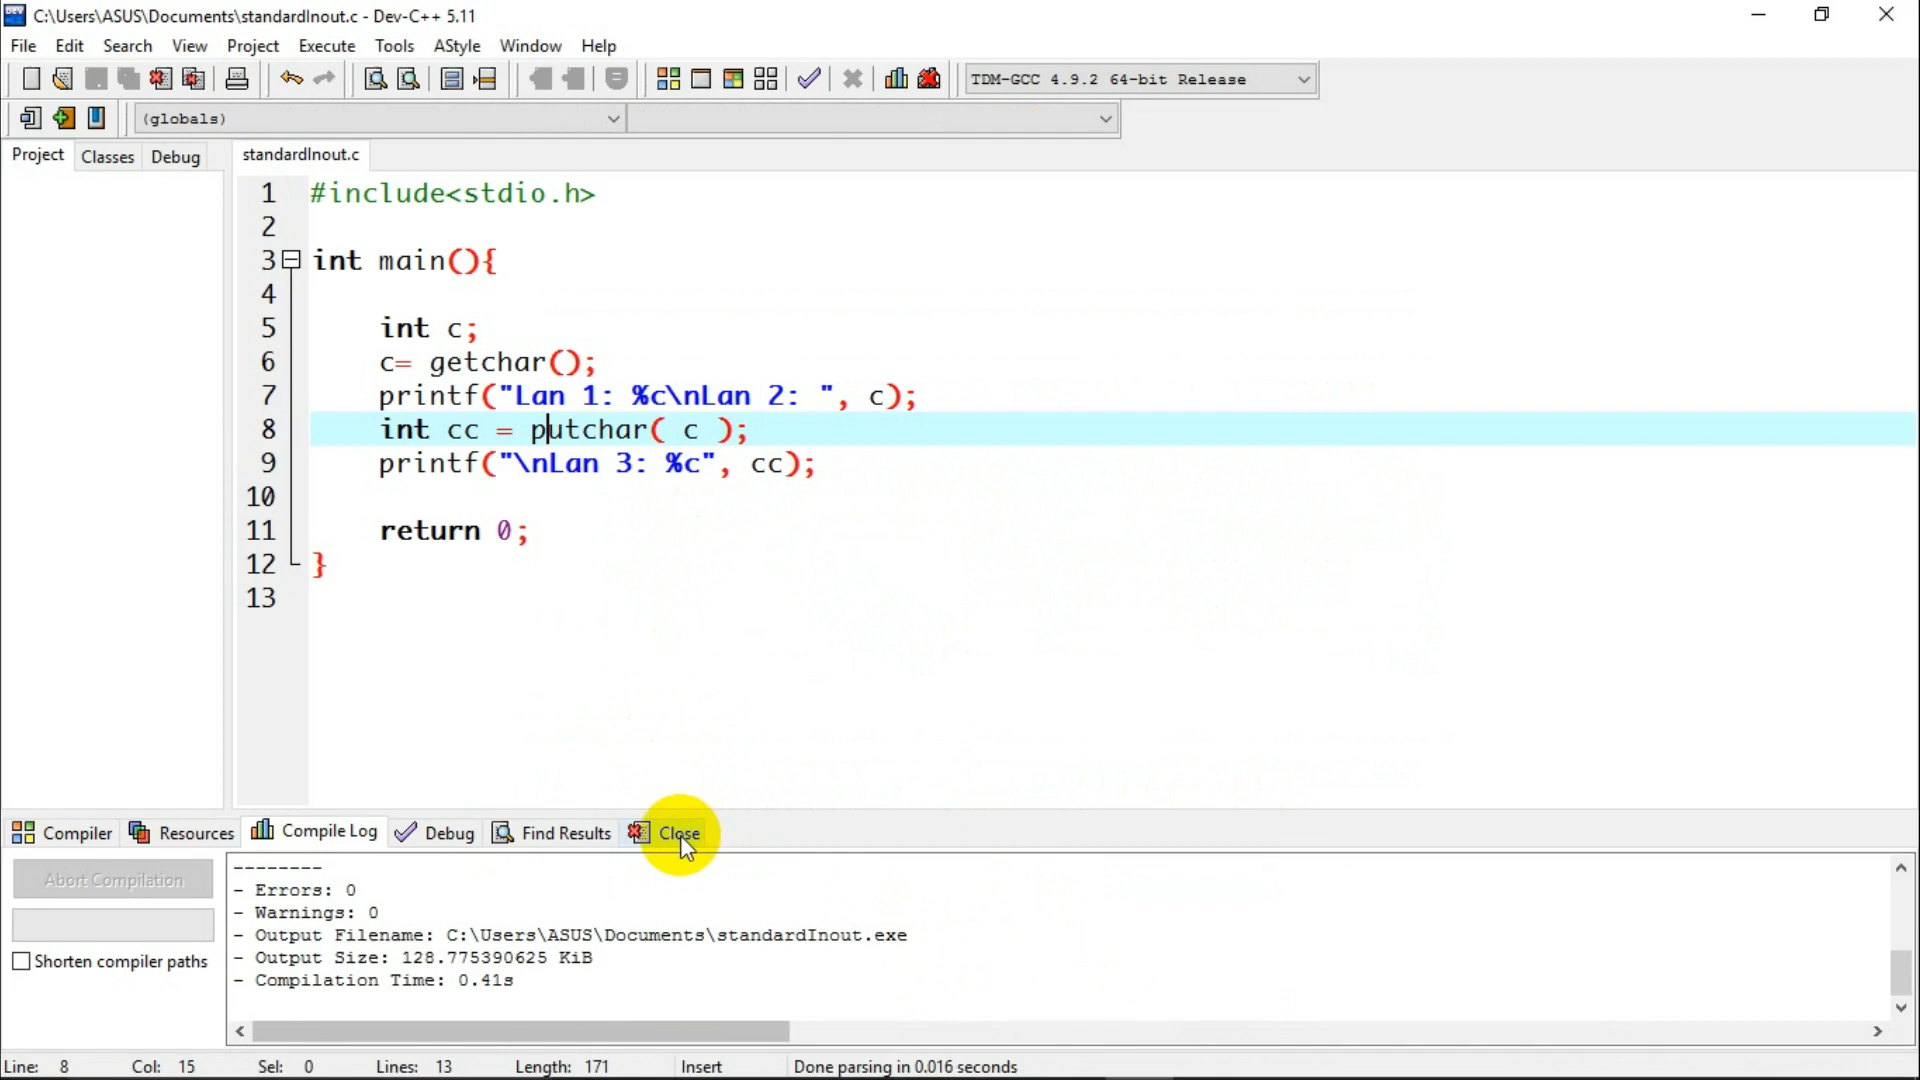 C:\Users\ASUS\Documents\standardInout.c - Dev-C++ 5.11
File Edit Search View Project Execute Tools AStyle Window Help
TDM-GCC 4.9.2 64-bit Release
(globals)
Project Classes Debug standardInout.c
1 #include<stdio.h>
2
3 int main(){
4
5 int c;
6 c= getchar();
7 printf("Lan 1: %c\nLan 2: ", c);
8 int cc = putchar( c );
9 printf("\nLan 3: %c", cc);
10
11 return 0;
12 }
13
Compiler Resources Compile Log Debug Find Results Close
Abort Compilation
Shorten compiler paths
--------
- Errors: 0
- Warnings: 0
- Output Filename: C:\Users\ASUS\Documents\standardInout.exe
- Output Size: 128.775390625 KiB
- Compilation Time: 0.41s
Line: 8 Col: 15 Sel: 0 Lines: 13 Length: 171 Insert Done parsing in 0.016 seconds